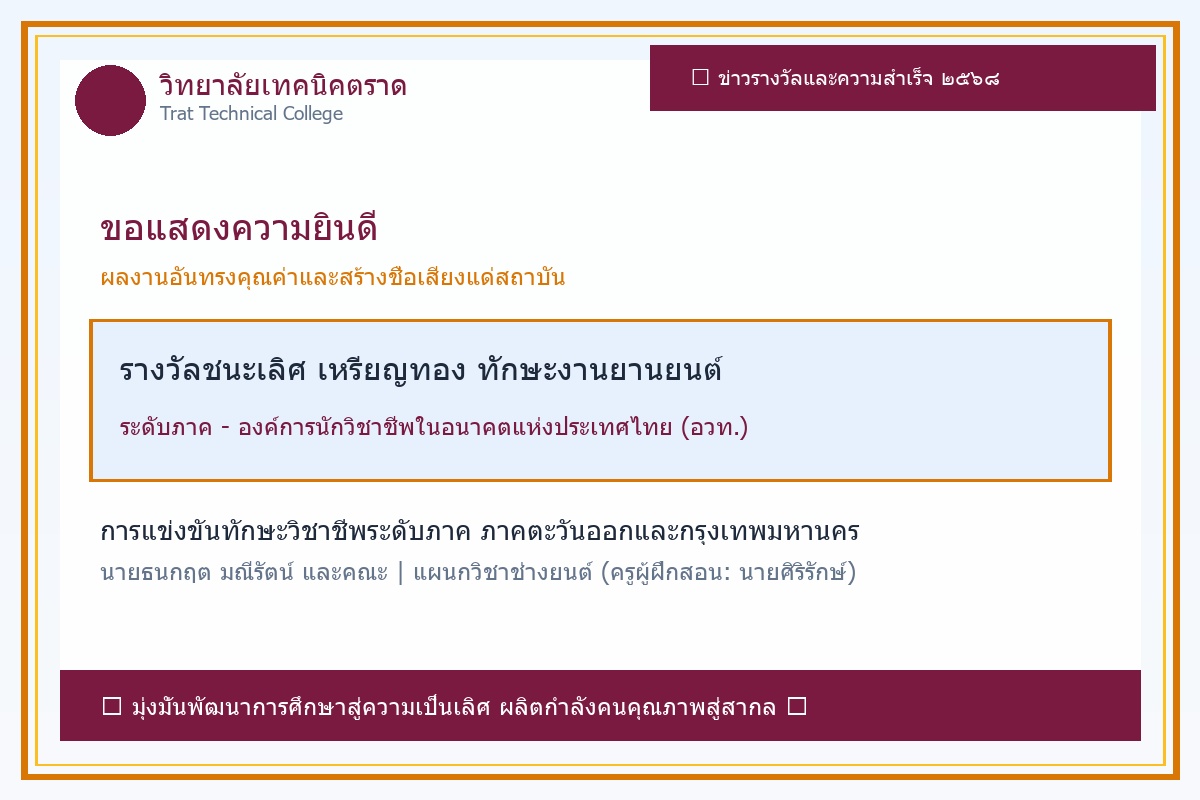 วิทยาลัยเทคนิคตราด
Trat Technical College
☐ ข่าวรางวัลและความสำเร็จ ๒๕๖๘
ขอแสดงความยินดี
ผลงานอันทรงคุณค่าและสร้างชื่อเสียงแด่สถาบัน
รางวัลชนะเลิศ เหรียญทอง ทักษะงานยานยนต์
ระดับภาค - องค์การนักวิชาชีพในอนาคตแห่งประเทศไทย (อวท.)
การแข่งขันทักษะวิชาชีพระดับภาค ภาคตะวันออกและกรุงเทพมหานคร
นายธนกฤต มณีรัตน์ และคณะ | แผนกวิชาช่างยนต์ (ครูผู้ฝึกสอน: นายศิริรักษ์)
☐ มุ่งมั่นพัฒนาการศึกษาสู่ความเป็นเลิศ ผลิตกำลังคนคุณภาพสู่สากล ☐